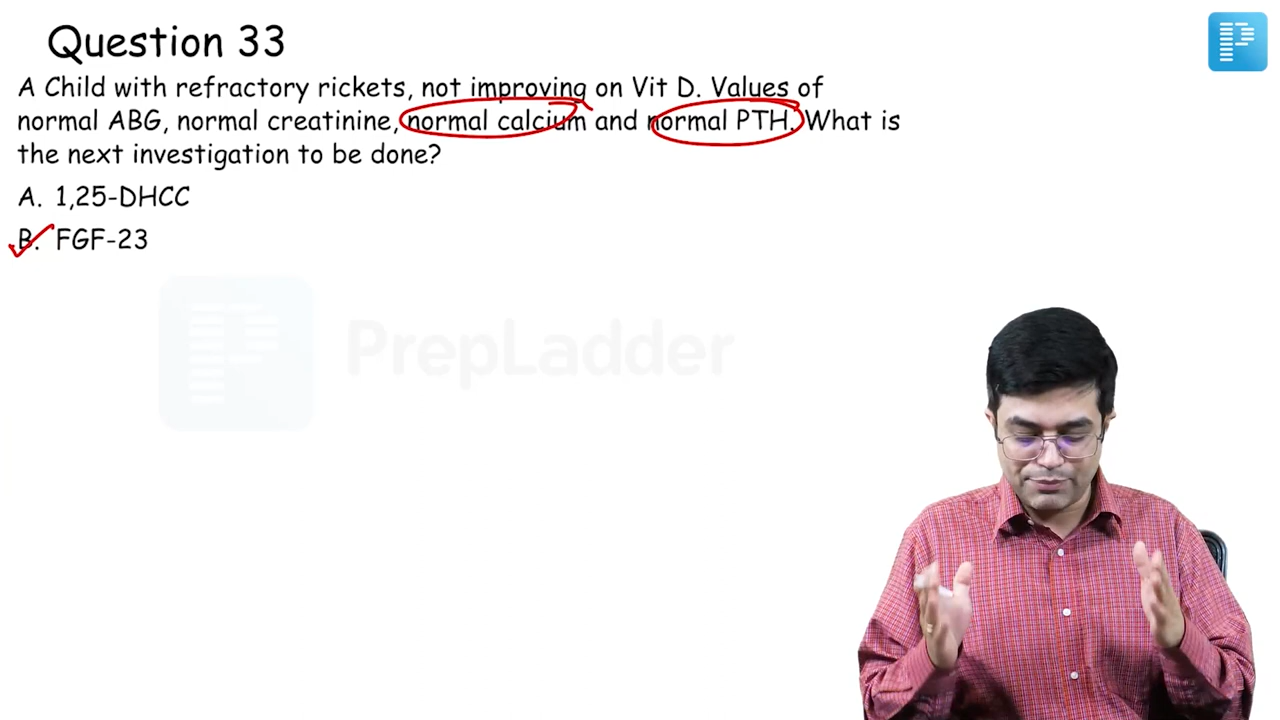 Question 33
A Child with refractory rickets, not improving on Vit D. Values of
normal ABG, normal creatinine, normal calcium and normal PTH. What is
the next investigation to be done?
A. 1,25-DHCC
B. FGF-23
PrepLadder